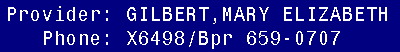 Provider: GILBERT,MARY ELIZABETH
Phone: X6498/Bpr 659-0707